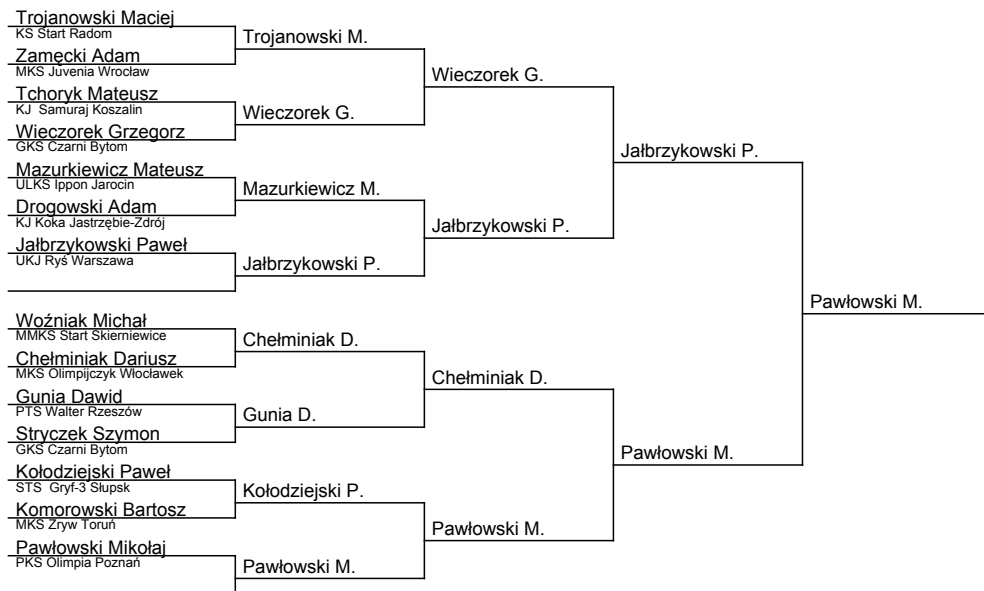 Trojanowski Maciej
KS Start Radom
Trojanowski M.
Zamęcki Adam
MKS Juvenia Wrocław
Wieczorek G.
Tchoryk Mateusz
KJ Samuraj Koszalin
Wieczorek G.
Wieczorek Grzegorz
GKS Czarni Bytom
Jałbrzykowski P.
Mazurkiewicz Mateusz
ULKS Ippon Jarocin
Mazurkiewicz M.
Drogowski Adam
KJ Koka Jastrzębie-Zdrój
Jałbrzykowski P.
Jałbrzykowski Paweł
UKJ Ryś Warszawa
Jałbrzykowski P.
Pawłowski M.
Woźniak Michał
MMKS Start Skierniewice
Chełminiak D.
Chełminiak Dariusz
MKS Olimpijczyk Włocławek
Chełminiak D.
Gunia Dawid
PTS Walter Rzeszów
Gunia D.
Stryczek Szymon
GKS Czarni Bytom
Pawłowski M.
Kołodziejski Paweł
STS Gryf-3 Słupsk
Kołodziejski P.
Komorowski Bartosz
MKS Zryw Toruń
Pawłowski M.
Pawłowski Mikołaj
PKS Olimpia Poznań
Pawłowski M.